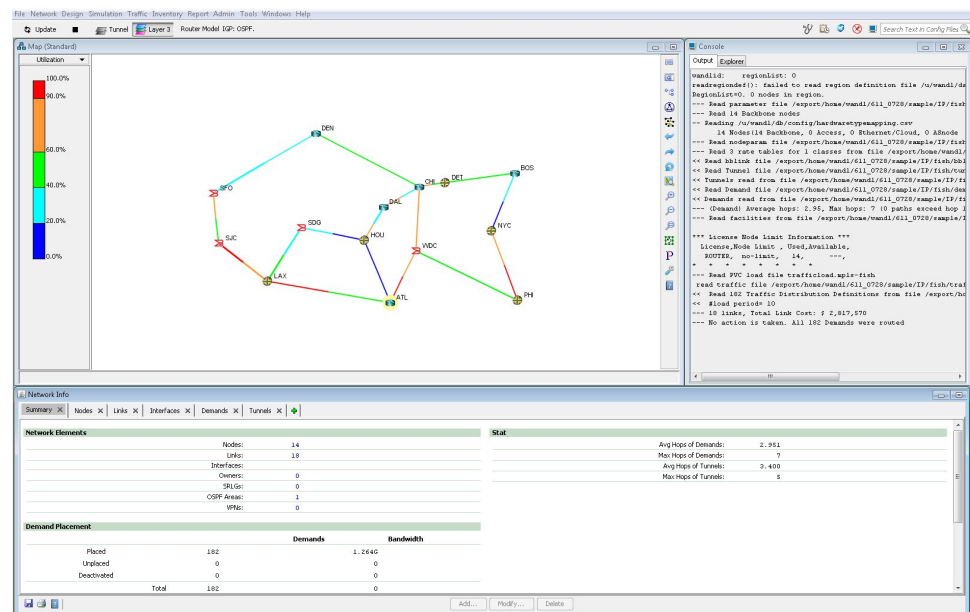 File Network Design Simulation Traffic Inventory Report Admin Tools Windows Help
Update Tunnel Layer 3 Router Model IGP: OSPF. Search Text in Config Files
Map (Standard)
Utilization
100.0%
90.0%
60.0%
40.0%
20.0%
0.0%
DEN
BOS
CHI
DET
SFO
DAL
SDG
NYC
SJC
HOU
WDC
LAX
PHI
ATL
Console
Output Explorer
wandlid: regionList: 0
readregiondef(): failed to read region definition file /u/wandl/da
RegionList=0. 0 nodes in region.
--- Read parameter file /export/home/wandl/611_0728/sample/IP/fish
--- Read 14 Backbone nodes
-- Reading /u/wandl/db/config/hardwaretypemapping.csv
14 Nodes(14 Backbone, 0 Access, 0 Ethernet/Cloud, 0 ASnode
--- Read nodeparam file /export/home/wandl/611_0728/sample/IP/fish
--- Read 3 rate tables for 1 classes from file /export/home/wandl/
<< Read bblink file /export/home/wandl/611_0728/sample/IP/fish/bbl
<< Read Tunnel file /export/home/wandl/611_0728/sample/IP/fish/tun
<< Tunnels read from file /export/home/wandl/611_0728/sample/IP/fi
<< Read Demand file /export/home/wandl/611_0728/sample/IP/fish/dem
<< Demands read from file /export/home/wandl/611_0728/sample/IP/fi
--- (Demand) Average hops: 2.95, Max hops: 7 (0 paths exceed hop l
--- Read facilities from file /export/home/wandl/611_0728/sample/I
*** License Node limit Information ***
License,Node Limit , Used,Available,
ROUTER, no-limit, 14, ---,
* * * * * * * *
--- Read PVC load file trafficload.mpls-fish
read traffic file /export/home/wandl/611_0728/sample/IP/fish/traf
<< Read 182 Traffic Distribution Definitions from file /export/ho
<< #load period= 10
--- 18 links, Total Link Cost: $ 2,817,570
--- No action is taken. All 182 Demands were routed
Network Info
Summary Nodes Links Interfaces Demands Tunnels
Network Elements
Nodes: 14
Links: 18
Interfaces:
Owners: 0
SRLGs: 0
OSPF Areas: 1
VPNs: 0
Demand Placement
Demands Bandwidth
Placed 182 1.264G
Unplaced 0 0
Deactivated 0 0
Total 182 0
Stat
Avg Hops of Demands: 2.951
Max Hops of Demands: 7
Avg Hops of Tunnels: 3.400
Max Hops of Tunnels: 5
Add... Modify... Delete